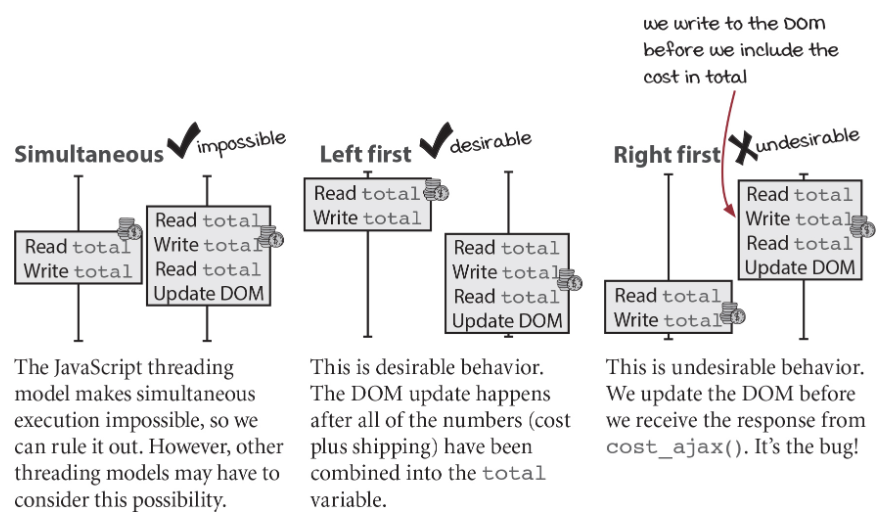 we write to the DOM
before we include the
cost in total
Simultaneous
impossible
Read total
Write total
Read total
Write total
Read total
Update DOM
The JavaScript threading
model makes simultaneous
execution impossible, so we
can rule it out. However, other
threading models may have to
consider this possibility.
Left first
desirable
Read total
Write total
Read total
Write total
Read total
Update DOM
This is desirable behavior.
The DOM update happens
after all of the numbers (cost
plus shipping) have been
combined into the total
variable.
Right first
undesirable
Read total
Write total
Read total
Update DOM
Read total
Write total
This is undesirable behavior.
We update the DOM before
we receive the response from
cost_ajax(). It’s the bug!